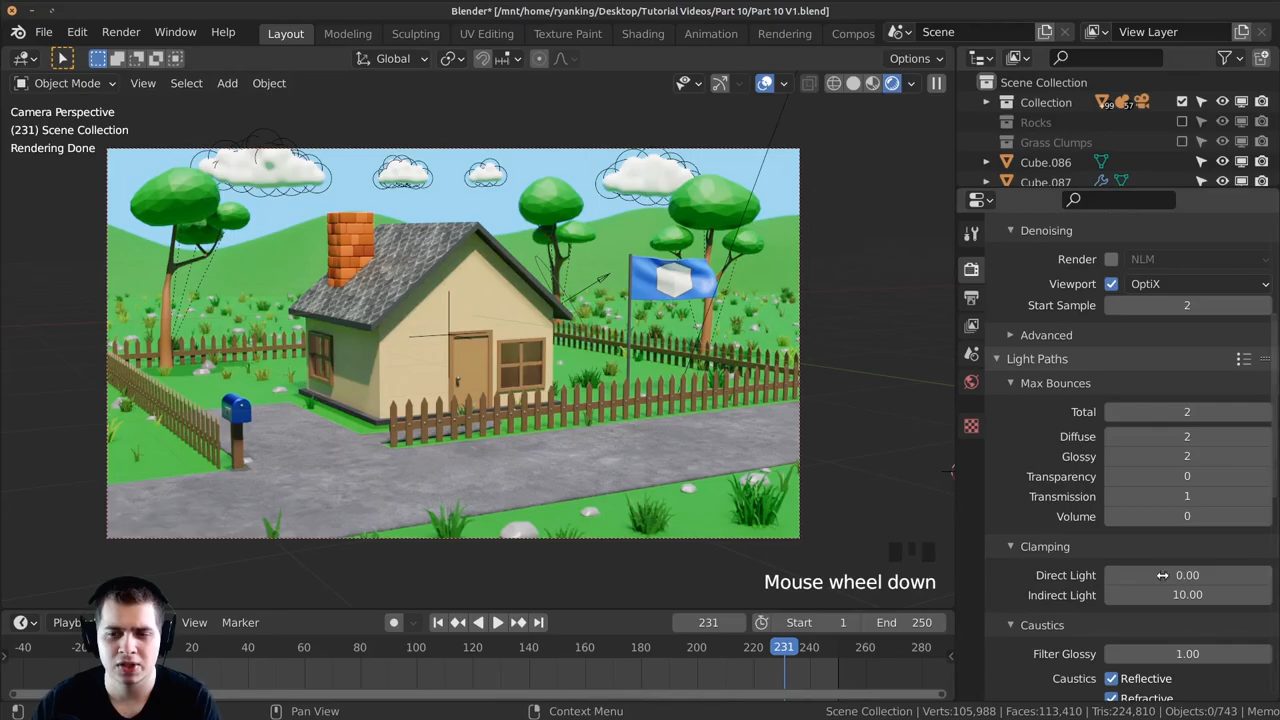 Blender* [/mnt/home/ryanking/Desktop/Tutorial Videos/Part 10/Part 10 V1.blend]
File Edit Render Window Help Layout Modeling Sculpting UV Editing Texture Paint Shading Animation Rendering Compos Scene View Layer
Global Options
Object Mode View Select Add Object
Camera Perspective
(231) Scene Collection
Rendering Done
Scene Collection
Collection 99 57
Rocks
Grass Clumps
Cube.086
Cube.087
Denoising
Render NLM
Viewport OptiX
Start Sample 2
Advanced
Light Paths
Max Bounces
Total 2
Diffuse 2
Glossy 2
Transparency 0
Transmission 1
Volume 0
Clamping
Direct Light 0.00
Indirect Light 10.00
Caustics
Filter Glossy 1.00
Caustics Reflective
Refractive
Mouse wheel down
View Marker 231 Start 1 End 250
-40 -20 20 40 60 80 100 120 140 160 180 200 220 231 240 260 280
Pan View Context Menu Scene Collection | Verts:105,988 | Faces:113,410 | Tris:224,810 | Objects:0/743 | Memo